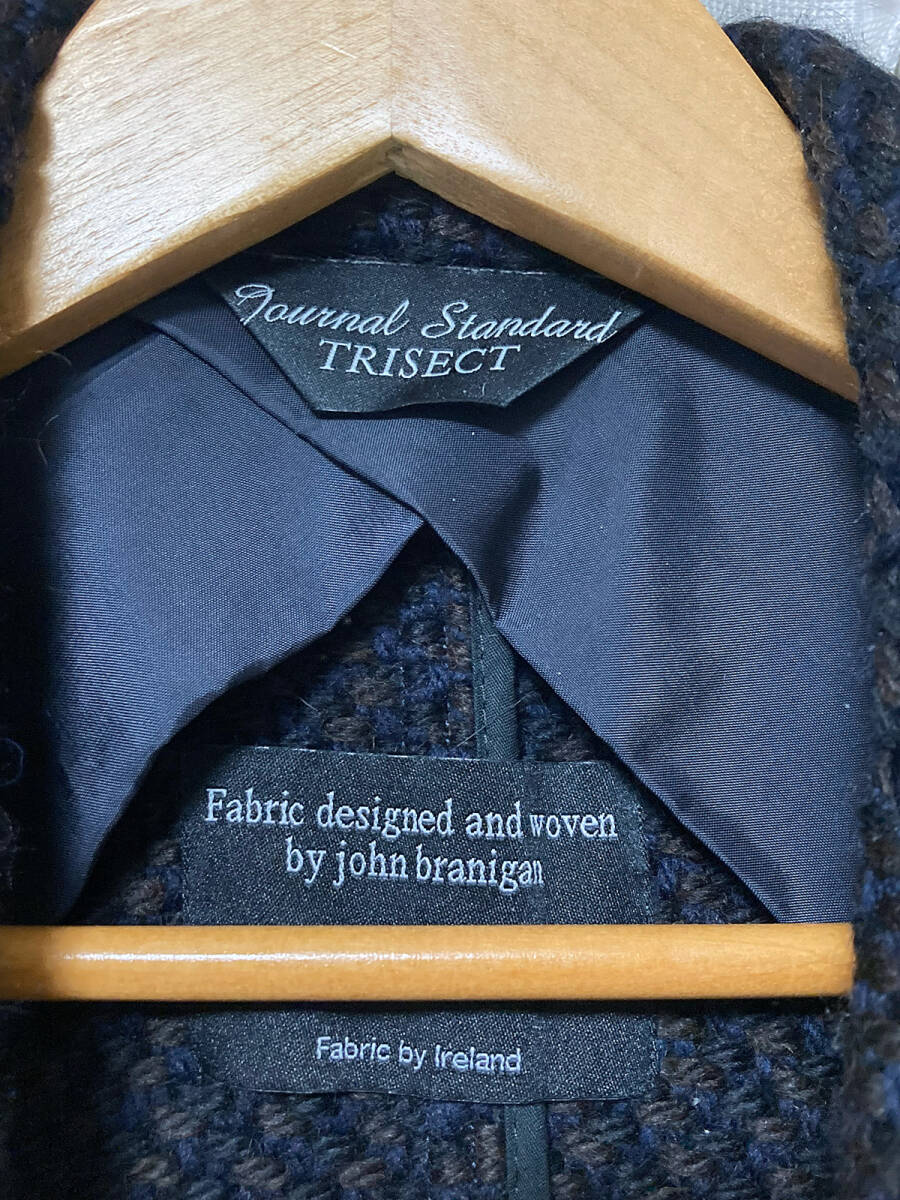 Journal Standard
TRISECT
Fabric designed and woven
by john branigan
Fabric by Ireland